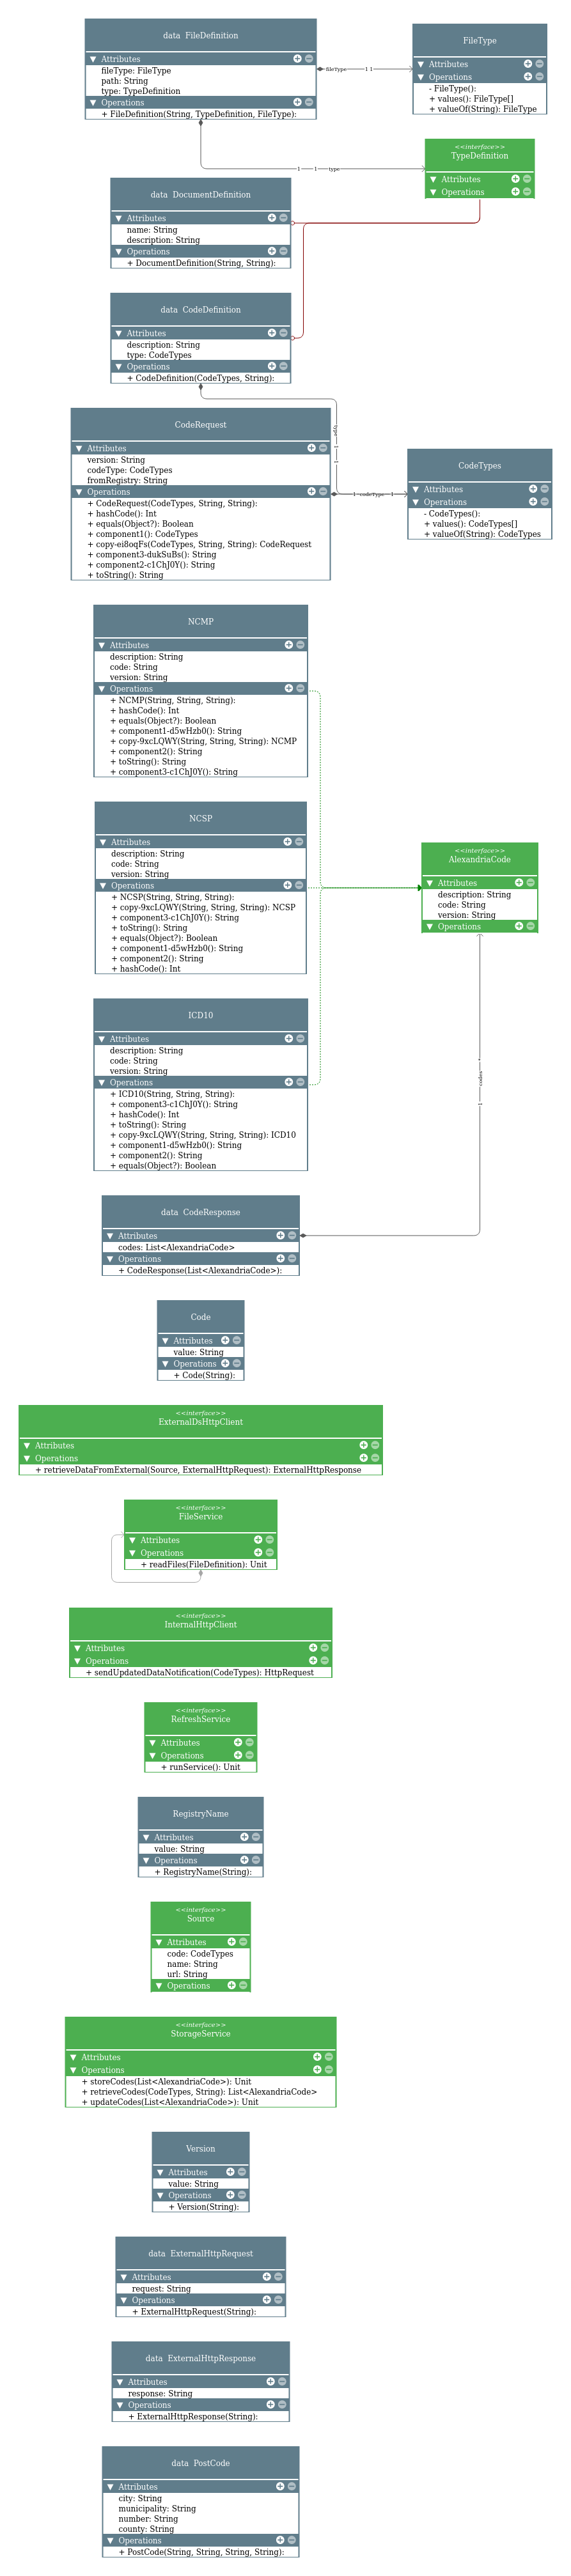 data FileDefinition
Attributes
fileType: FileType
path: String
type: TypeDefinition
Operations
+ FileDefinition(String, TypeDefinition, FileType):
fileType
1 1
FileType
Attributes
Operations
- FileType():
+ values(): FileType[]
+ valueOf(String): FileType
1
1
type
<<interface>>
TypeDefinition
Attributes
Operations
data DocumentDefinition
Attributes
name: String
description: String
Operations
+ DocumentDefinition(String, String):
data CodeDefinition
Attributes
description: String
type: CodeTypes
Operations
+ CodeDefinition(CodeTypes, String):
type
1
1
CodeRequest
Attributes
version: String
codeType: CodeTypes
fromRegistry: String
Operations
+ CodeRequest(CodeTypes, String, String):
+ hashCode(): Int
+ equals(Object?): Boolean
+ component1(): CodeTypes
+ copy-ei8oqFs(CodeTypes, String, String): CodeRequest
+ component3-dukSuBs(): String
+ component2-c1ChJ0Y(): String
+ toString(): String
1
codeType
1
CodeTypes
Attributes
Operations
- CodeTypes():
+ values(): CodeTypes[]
+ valueOf(String): CodeTypes
NCMP
Attributes
description: String
code: String
version: String
Operations
+ NCMP(String, String, String):
+ hashCode(): Int
+ equals(Object?): Boolean
+ component1-d5wHzb0(): String
+ copy-9xcLQWY(String, String, String): NCMP
+ component2(): String
+ toString(): String
+ component3-c1ChJ0Y(): String
NCSP
Attributes
description: String
code: String
version: String
Operations
+ NCSP(String, String, String):
+ copy-9xcLQWY(String, String, String): NCSP
+ component3-c1ChJ0Y(): String
+ toString(): String
+ equals(Object?): Boolean
+ component1-d5wHzb0(): String
+ component2(): String
+ hashCode(): Int
<<interface>>
AlexandriaCode
Attributes
description: String
code: String
version: String
Operations
ICD10
Attributes
description: String
code: String
version: String
Operations
+ ICD10(String, String, String):
+ component3-c1ChJ0Y(): String
+ hashCode(): Int
+ toString(): String
+ copy-9xcLQWY(String, String, String): ICD10
+ component1-d5wHzb0(): String
+ component2(): String
+ equals(Object?): Boolean
*
codes
1
data CodeResponse
Attributes
codes: List<AlexandriaCode>
Operations
+ CodeResponse(List<AlexandriaCode>):
Code
Attributes
value: String
Operations
+ Code(String):
<<interface>>
ExternalDsHttpClient
Attributes
Operations
+ retrieveDataFromExternal(Source, ExternalHttpRequest): ExternalHttpResponse
<<interface>>
FileService
Attributes
Operations
+ readFiles(FileDefinition): Unit
<<interface>>
InternalHttpClient
Attributes
Operations
+ sendUpdatedDataNotification(CodeTypes): HttpRequest
<<interface>>
RefreshService
Attributes
Operations
+ runService(): Unit
RegistryName
Attributes
value: String
Operations
+ RegistryName(String):
<<interface>>
Source
Attributes
code: CodeTypes
name: String
url: String
Operations
<<interface>>
StorageService
Attributes
Operations
+ storeCodes(List<AlexandriaCode>): Unit
+ retrieveCodes(CodeTypes, String): List<AlexandriaCode>
+ updateCodes(List<AlexandriaCode>): Unit
Version
Attributes
value: String
Operations
+ Version(String):
data ExternalHttpRequest
Attributes
request: String
Operations
+ ExternalHttpRequest(String):
data ExternalHttpResponse
Attributes
response: String
Operations
+ ExternalHttpResponse(String):
data PostCode
Attributes
city: String
municipality: String
number: String
county: String
Operations
+ PostCode(String, String, String, String):